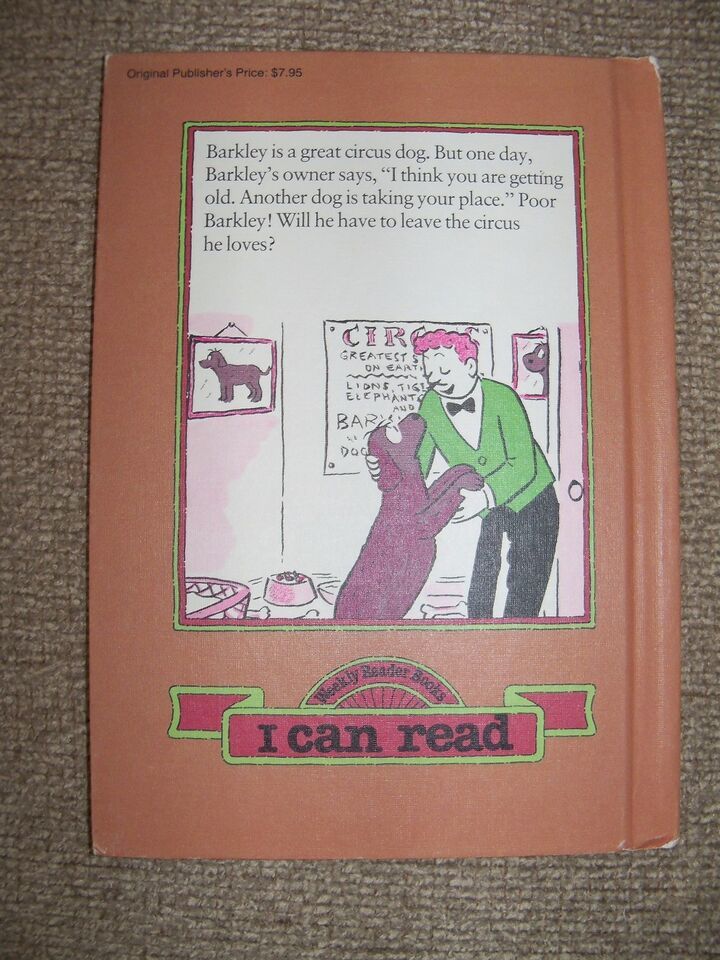 Original Publisher's Price: $7.95
Barkley is a great circus dog. But one day,
Barkley's owner says, “I think you are getting
old. Another dog is taking your place.” Poor
Barkley! Will he have to leave the circus
he loves?
GREATEST
ON EARTH
LIONS,
ELEPHANTS
AND
Weekly Reader Books
I can read